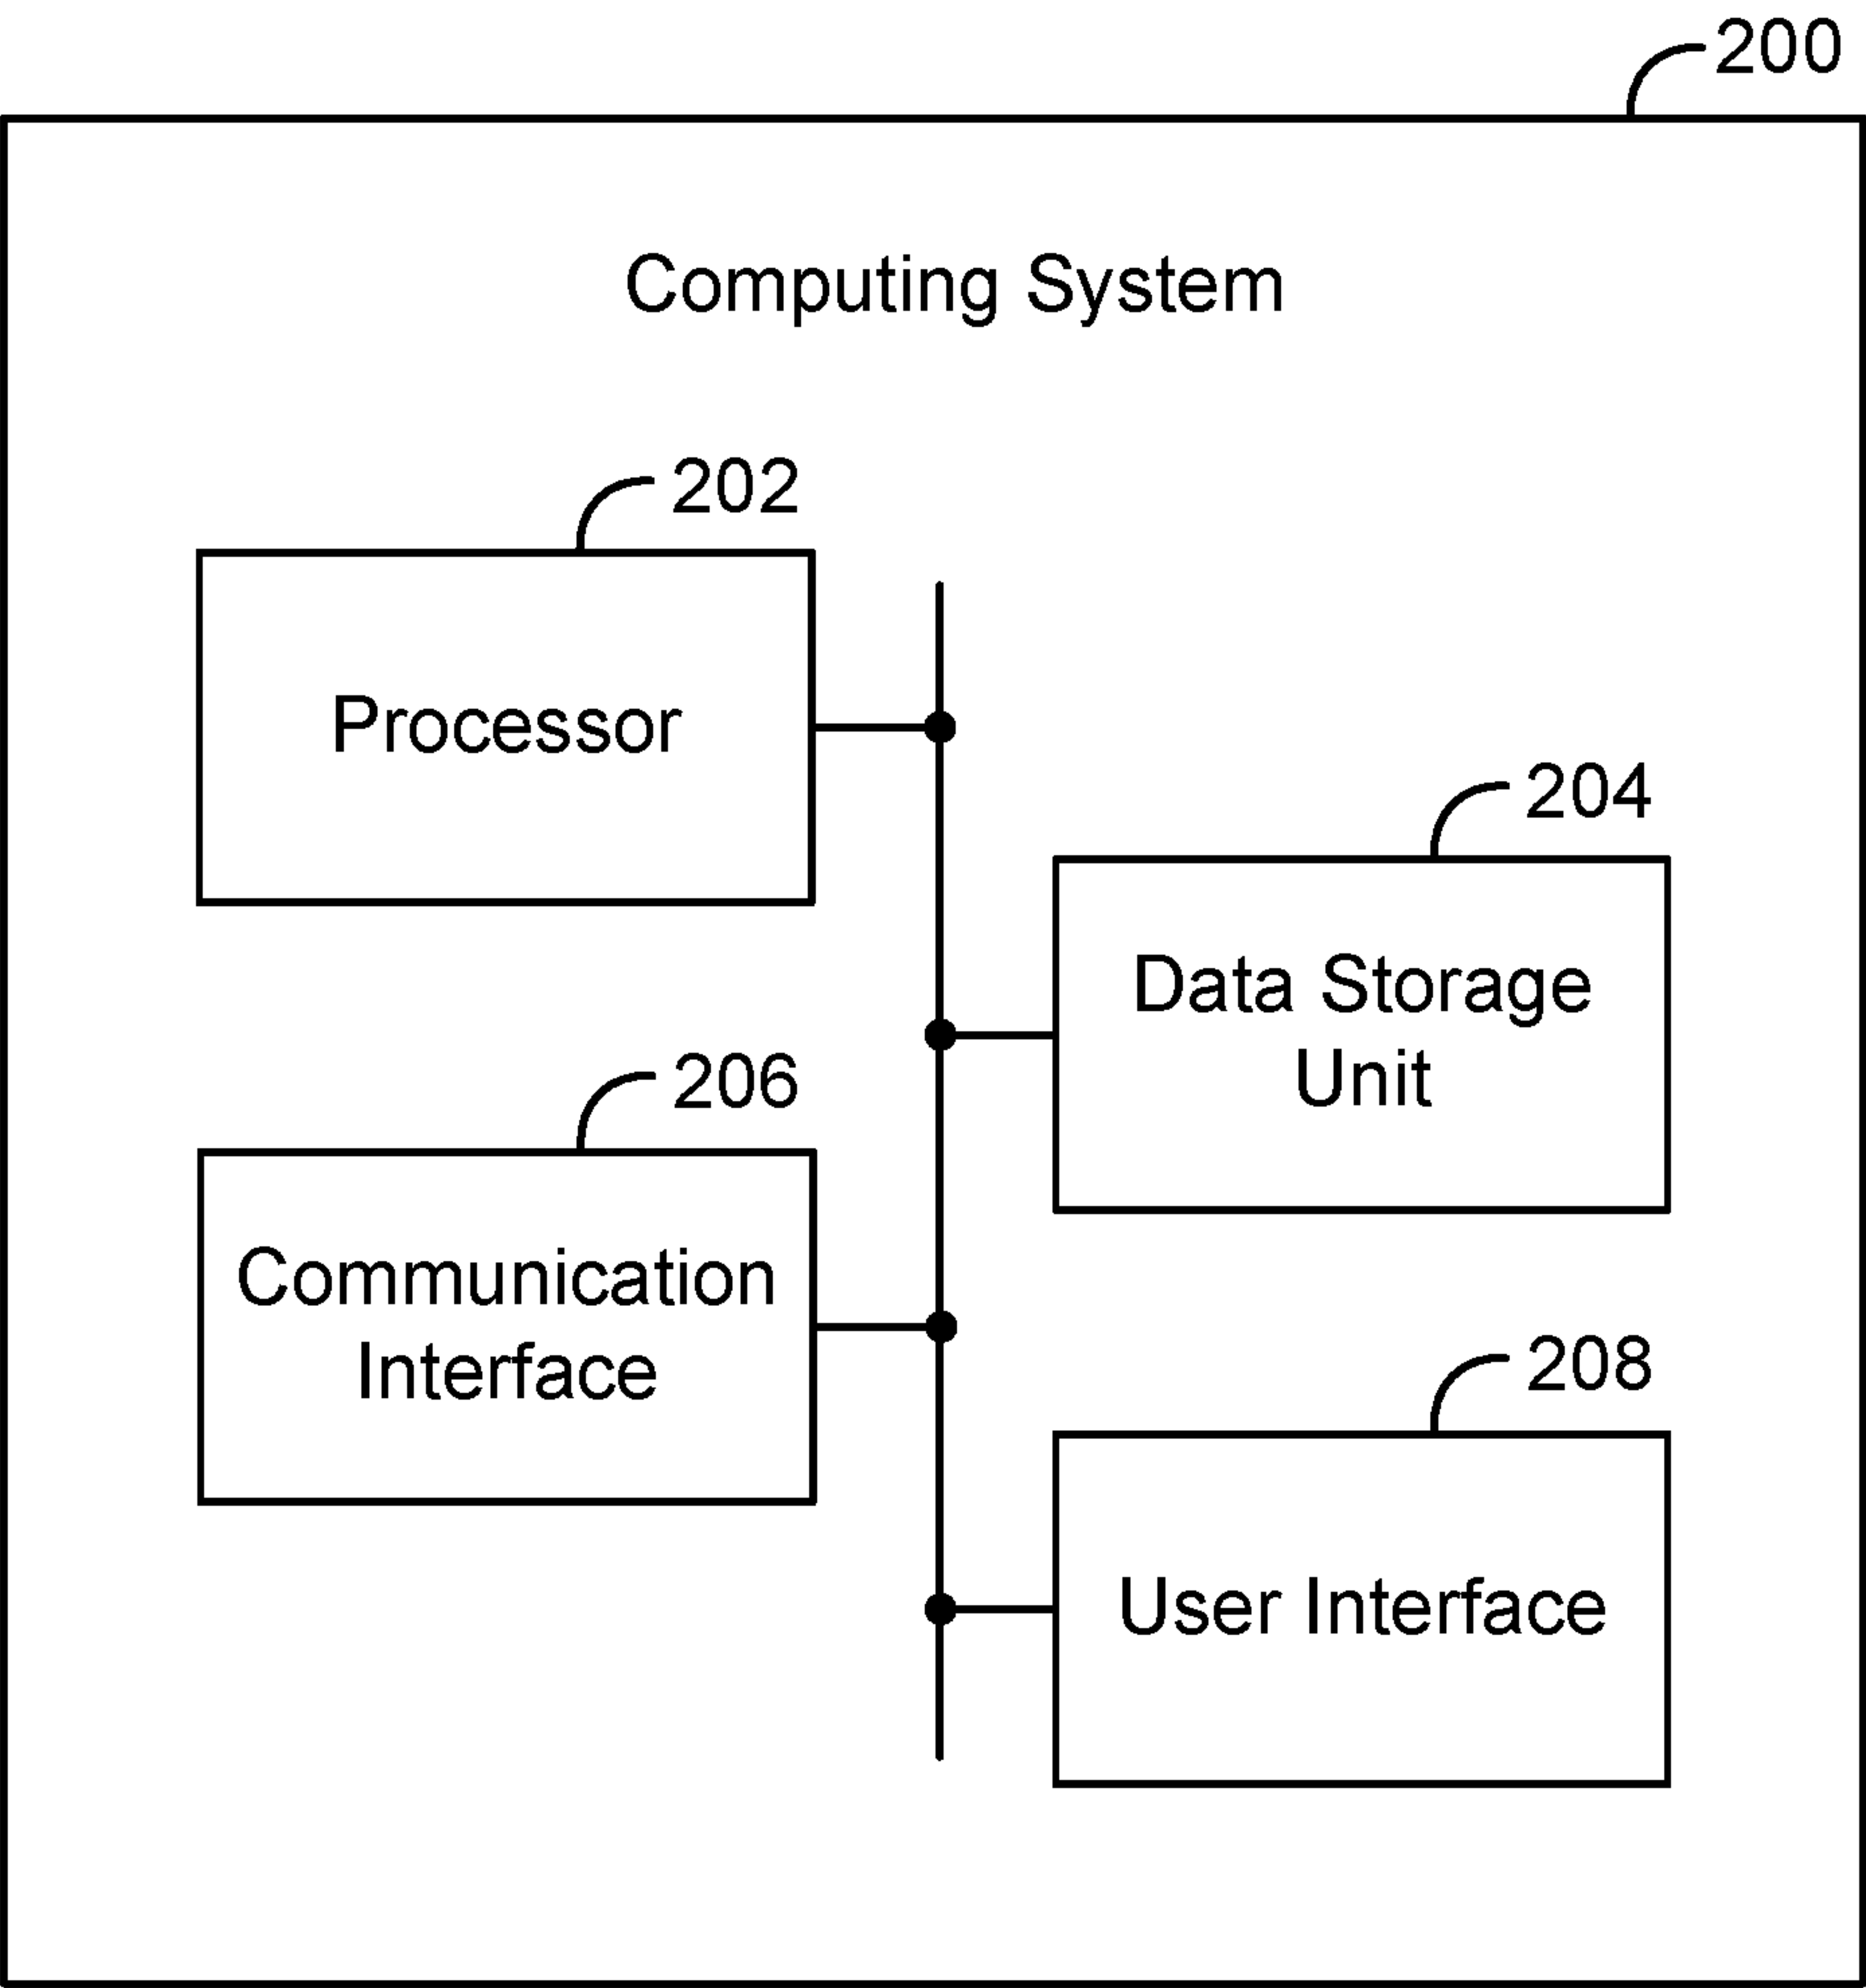 200
Computing System
202
Processor
204
Data Storage
Unit
206
Communication
Interface
208
User Interface